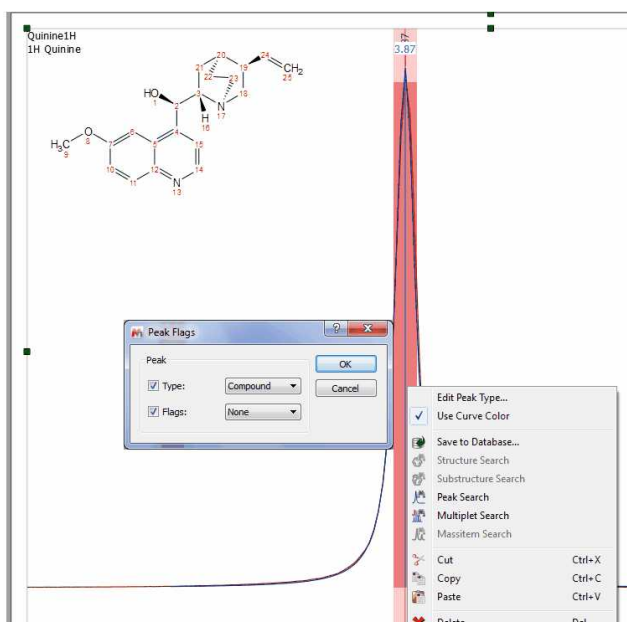 Quinine1H
1H Quinine
3.87
20
24
21
22
23
19
CH2
25
3
18
HO
1
2
N
17
H
16
4
O
8
H3C
9
7
6
5
15
10
11
12
N
13
14
Peak Flags
Peak
Type:
Compound
OK
Flags:
None
Cancel
Edit Peak Type...
Use Curve Color
Save to Database...
Structure Search
Substructure Search
Peak Search
Multiplet Search
Massitem Search
Cut Ctrl+X
Copy Ctrl+C
Paste Ctrl+V